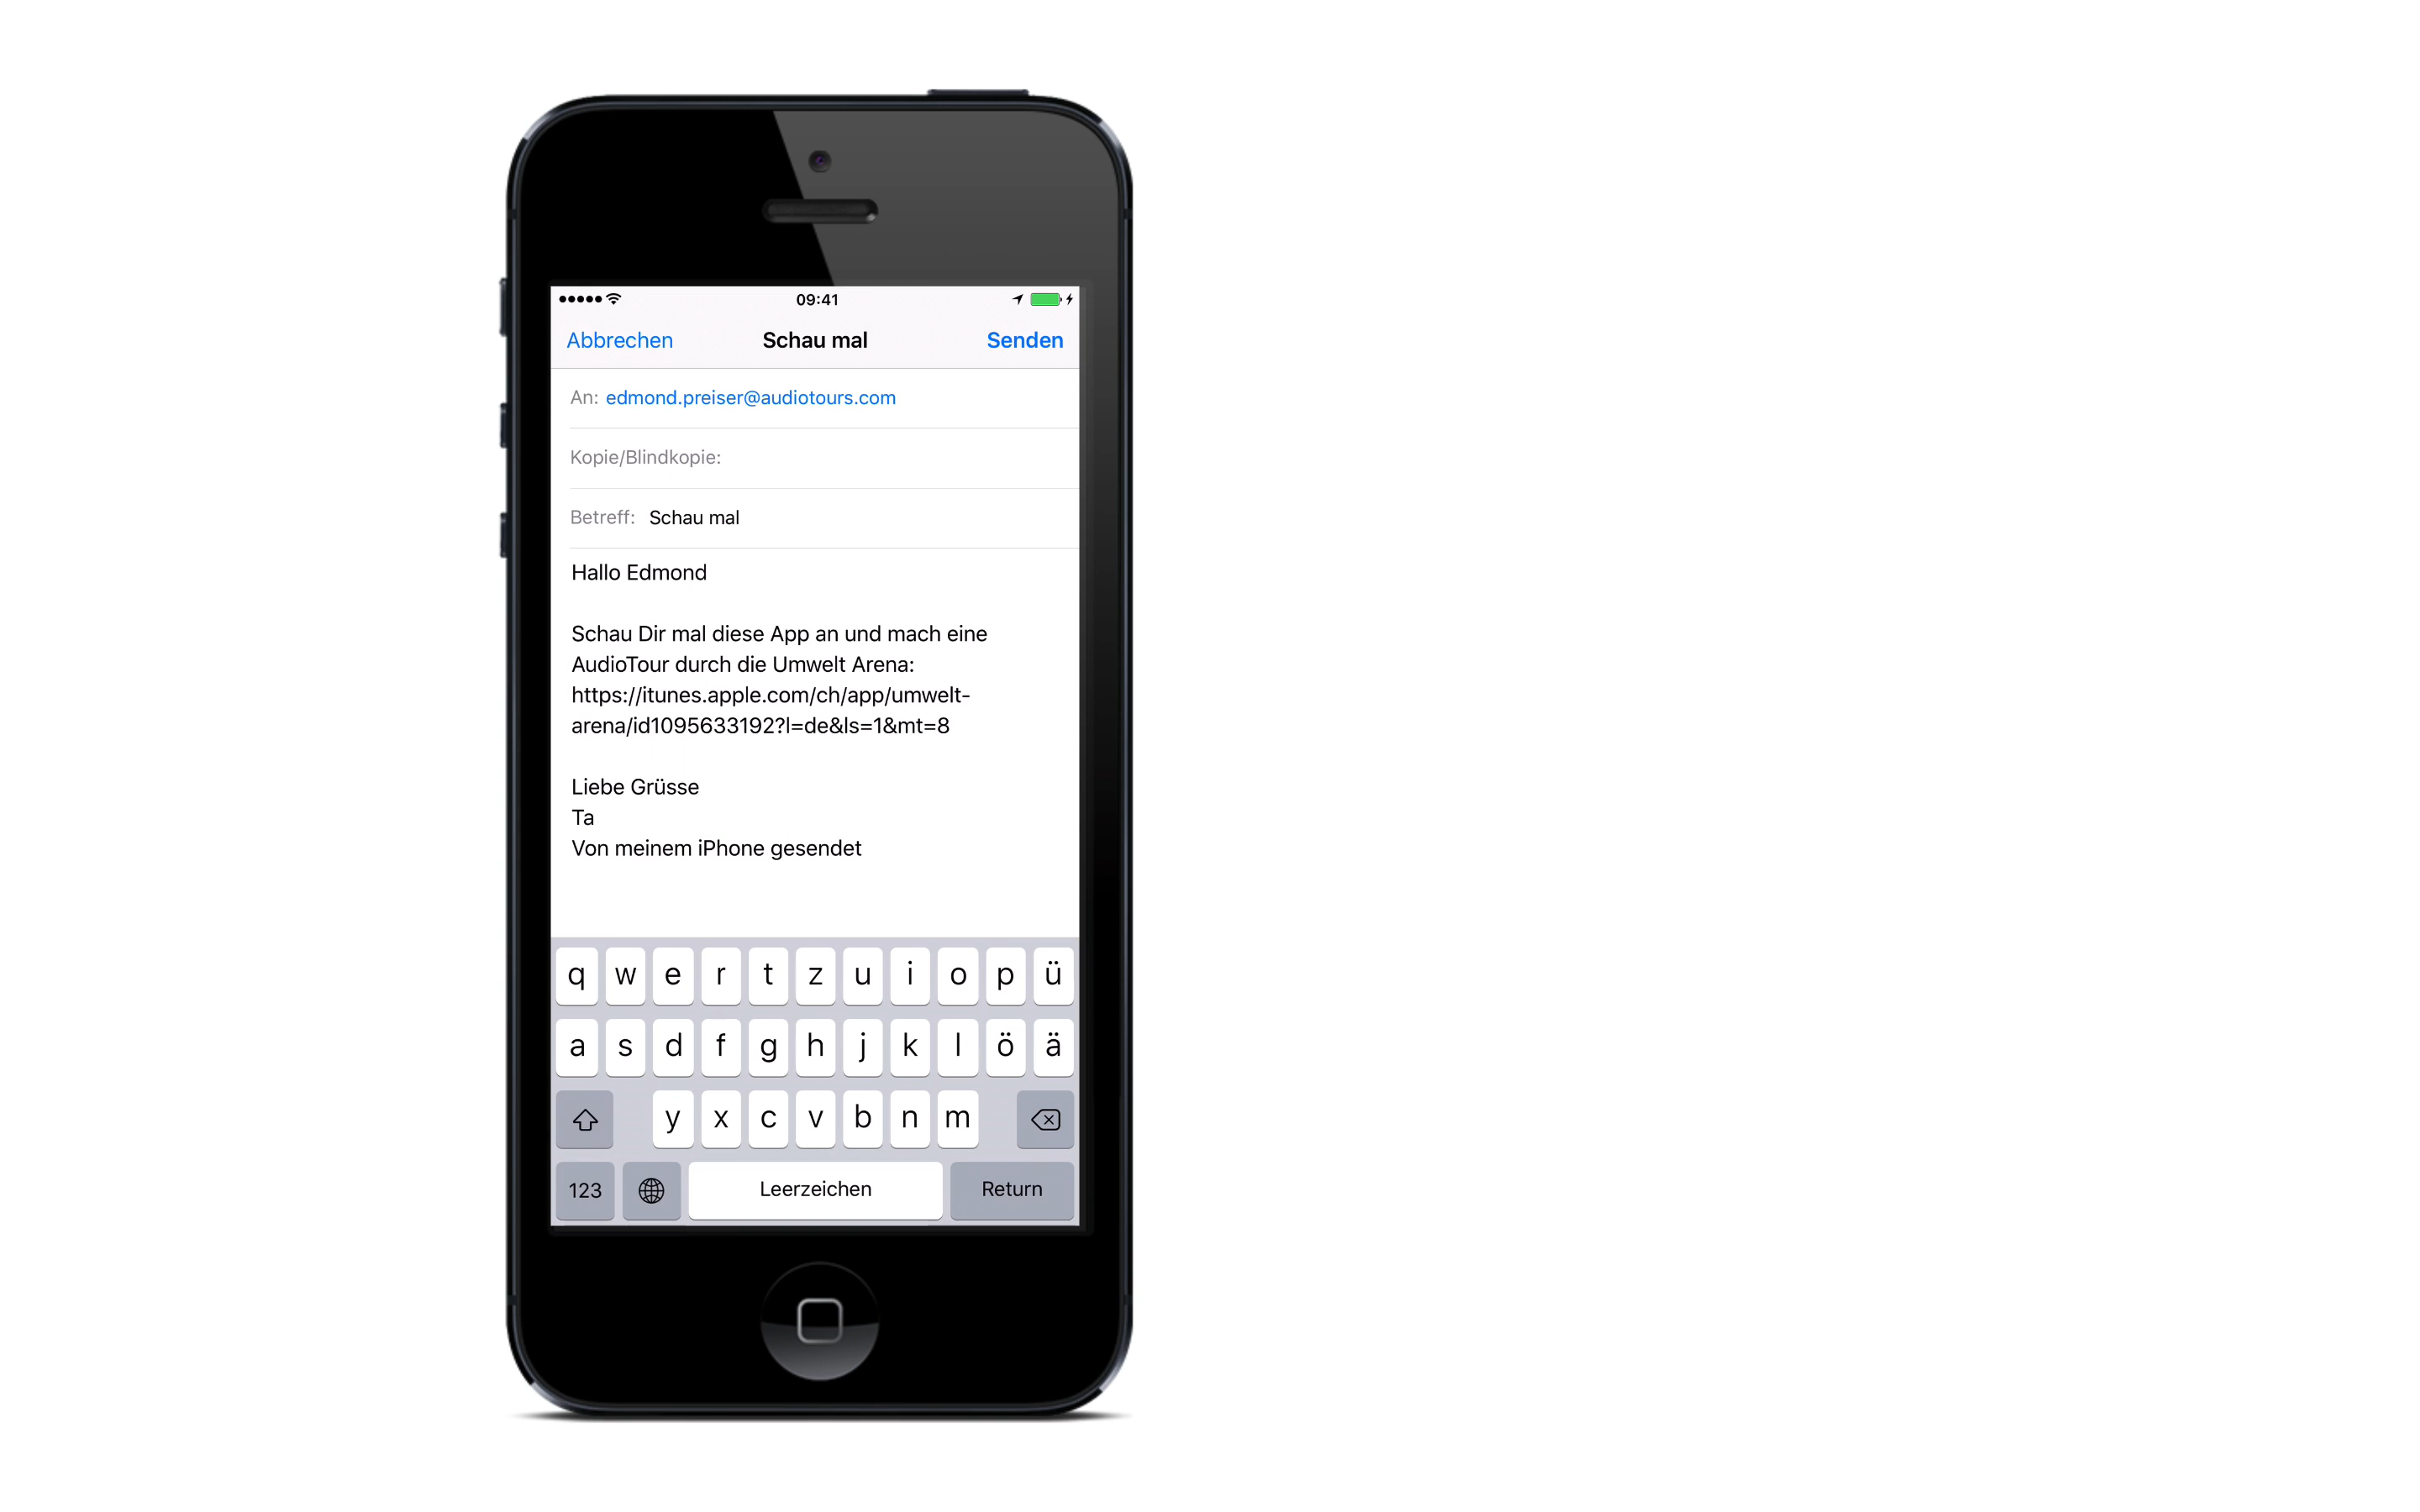 09:41
Abbrechen Schau mal Senden
An: edmond.preiser@audiotours.com
Kopie/Blindkopie:
Betreff: Schau mal
Hallo Edmond
Schau Dir mal diese App an und mach eine
AudioTour durch die Umwelt Arena:
https://itunes.apple.com/ch/app/umwelt-
arena/id1095633192?l=de&ls=1&mt=8
Liebe Grüsse
Ta
Von meinem iPhone gesendet
q w e r t z u i o p ü
a s d f g h j k l ö ä
y x c v b n m
123 Leerzeichen Return